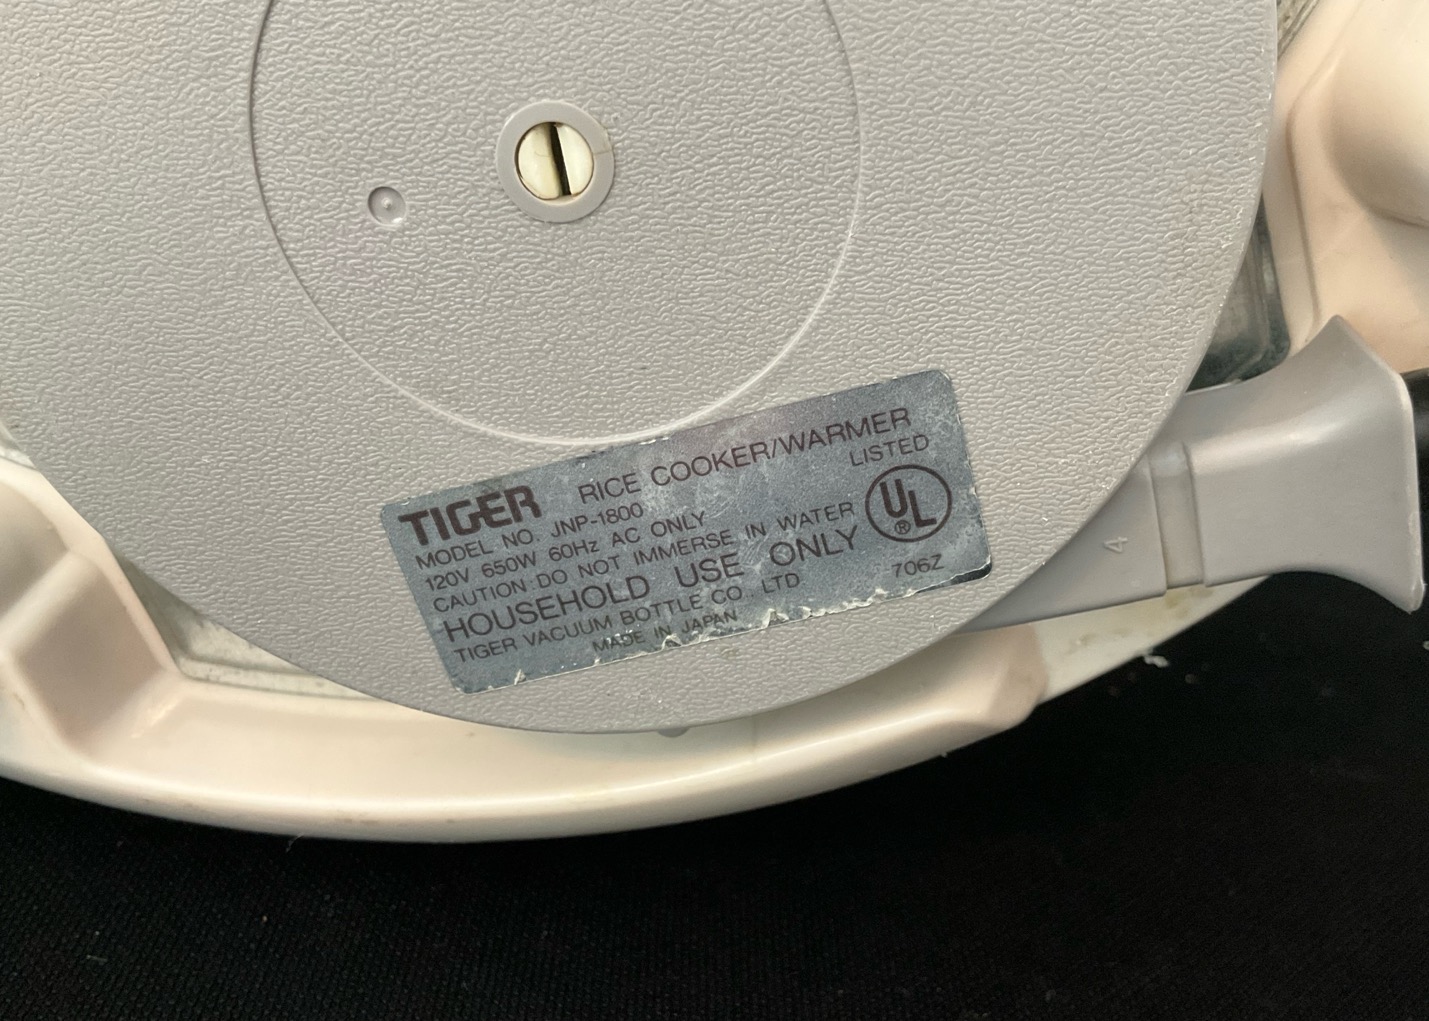 TIGER RICE COOKER/WARMER
MODEL NO. JNP-1800 LISTED
120V 650W 60Hz AC ONLY
CAUTION DO NOT IMMERSE IN WATER
UL ®
HOUSEHOLD USE ONLY
TIGER VACUUM BOTTLE CO., LTD. 706Z
MADE IN JAPAN
4